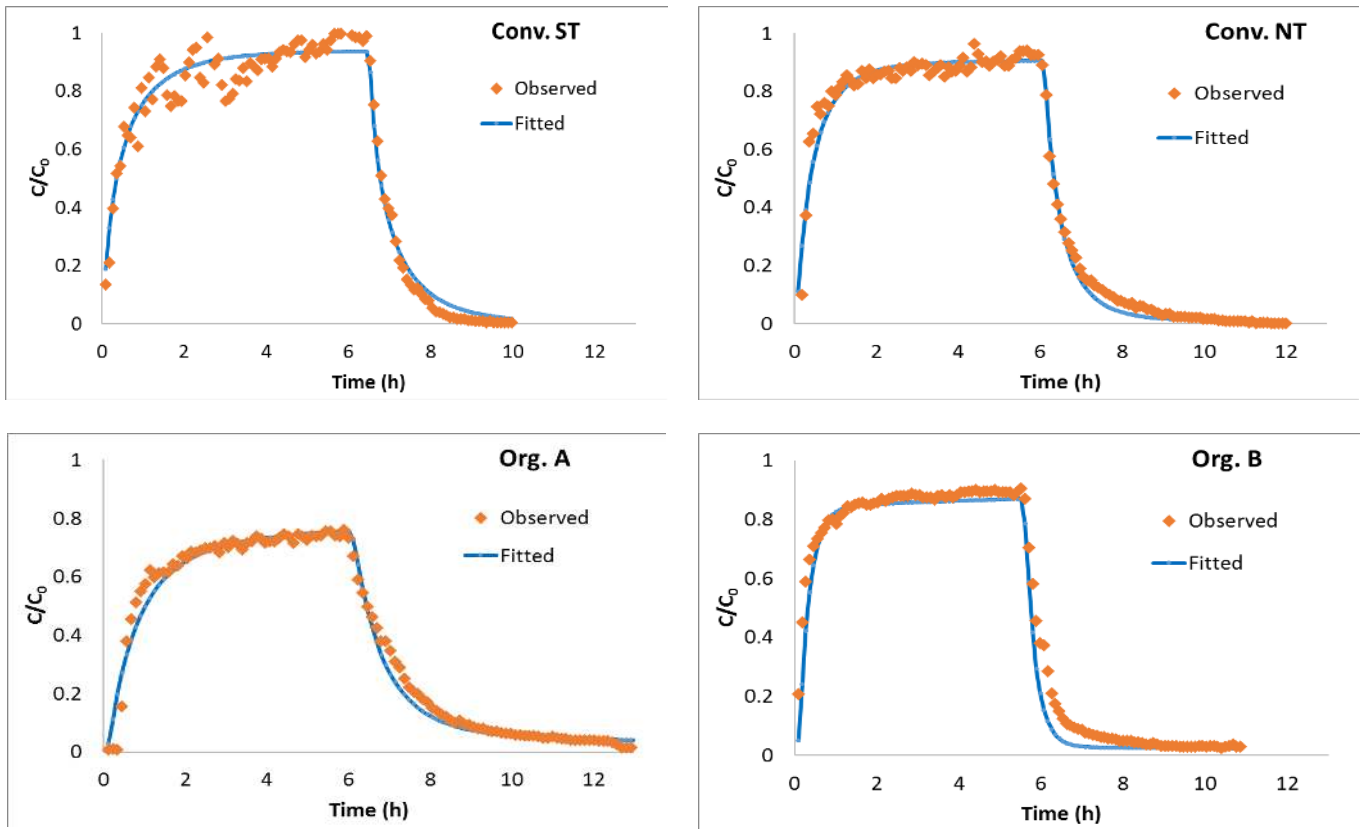 Conv. ST
Observed
Fitted
C/C₀
1
0.8
0.6
0.4
0.2
0
0 2 4 6 8 10 12
Time (h)
Conv. NT
Observed
Fitted
C/C₀
1
0.8
0.6
0.4
0.2
0
0 2 4 6 8 10 12
Time (h)
Org. A
Observed
Fitted
C/C₀
1
0.8
0.6
0.4
0.2
0
0 2 4 6 8 10 12
Time (h)
Org. B
Observed
Fitted
C/C₀
1
0.8
0.6
0.4
0.2
0
0 2 4 6 8 10 12
Time (h)